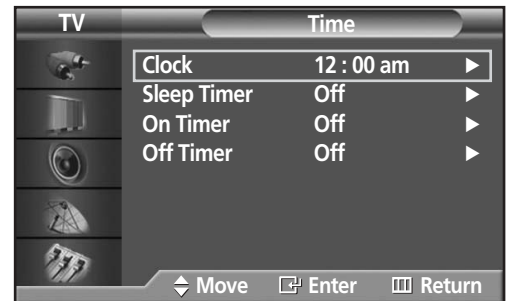 TV Time
Clock 12 : 00 am
Sleep Timer Off
On Timer Off
Off Timer Off
Move Enter Return